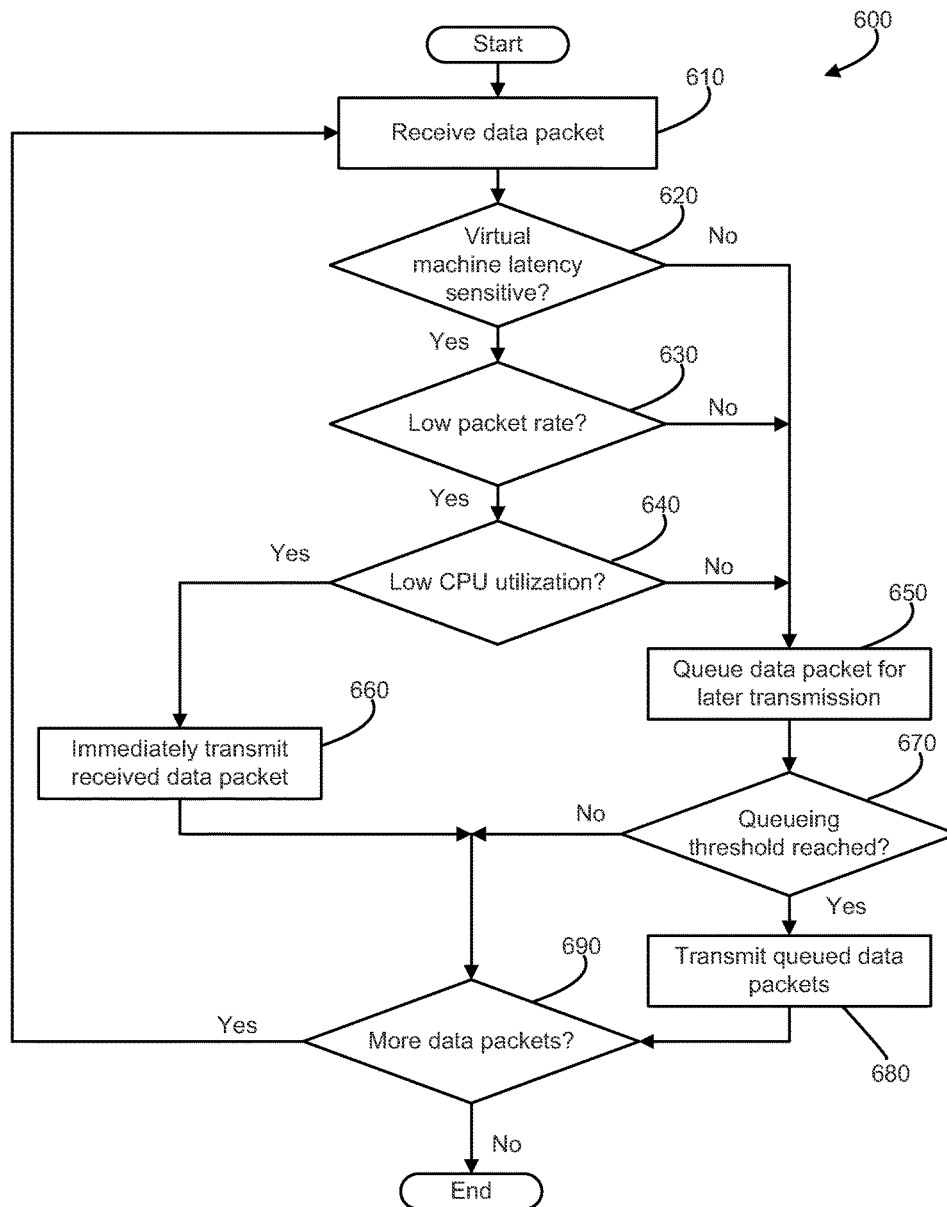 600
Start
610
Receive data packet
620
Virtual
machine latency
sensitive?
No
Yes
630
Low packet rate?
No
Yes
640
Low CPU utilization?
Yes
No
650
Queue data packet for
later transmission
660
Immediately transmit
received data packet
670
Queueing
threshold reached?
No
Yes
Transmit queued data
packets
680
690
More data packets?
Yes
No
End